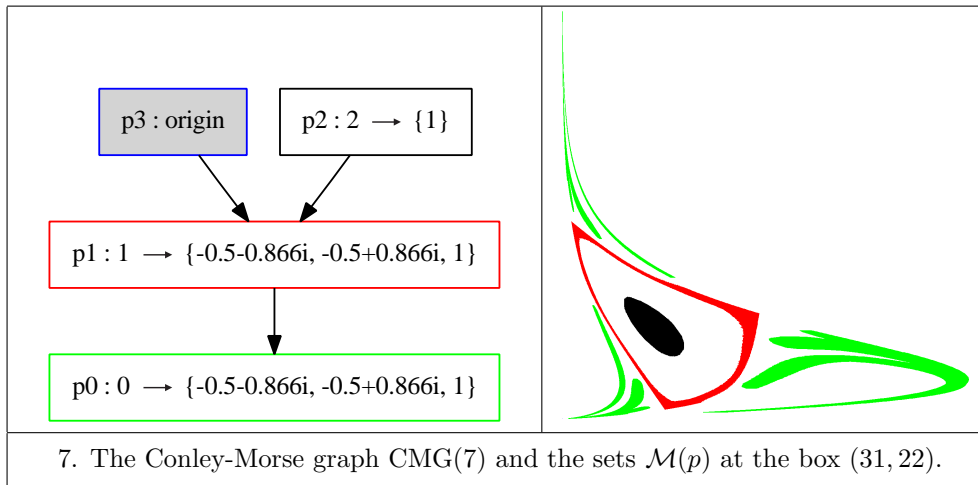 p3 : origin
p2 : 2 → {1}
p1 : 1 → {-0.5-0.866i, -0.5+0.866i, 1}
p0 : 0 → {-0.5-0.866i, -0.5+0.866i, 1}
7. The Conley-Morse graph CMG(7) and the sets ℳ(p) at the box (31, 22).